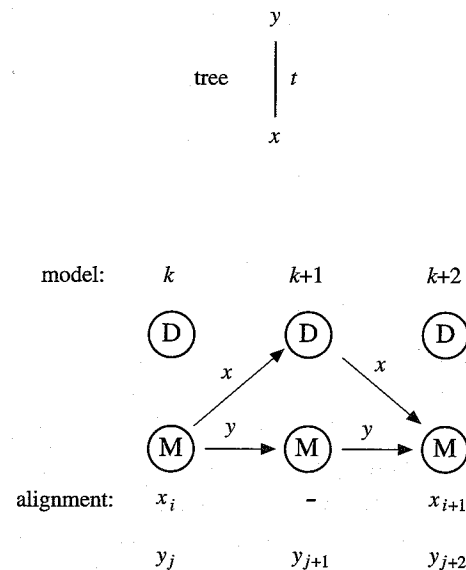 y
tree t
x
model: k k+1 k+2
D D D
x x
y y
M M M
alignment: x_i – x_{i+1}
y_j y_{j+1} y_{j+2}